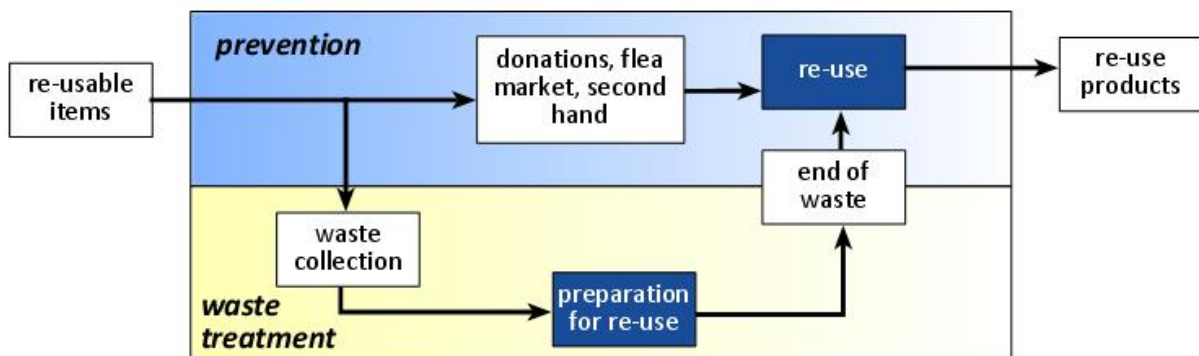 prevention
re-usable
items
donations, flea
market, second
hand
re-use
re-use
products
end of
waste
waste
collection
preparation
for re-use
waste
treatment